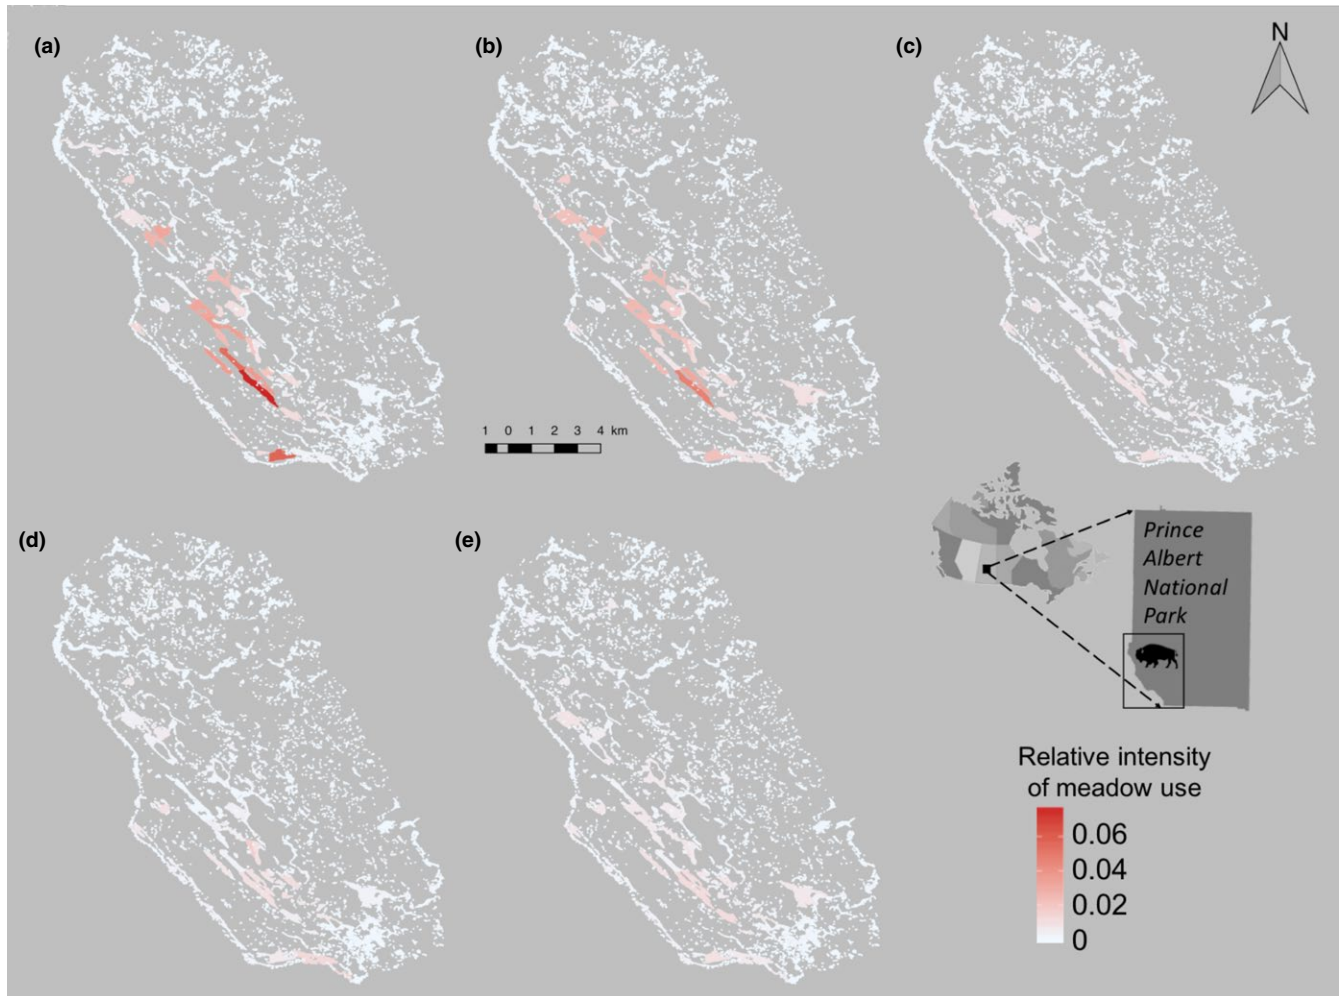 (a)
(b)
(c)
N
1 0 1 2 3 4 km
(d)
(e)
Prince
Albert
National
Park
Relative intensity
of meadow use
0.06
0.04
0.02
0